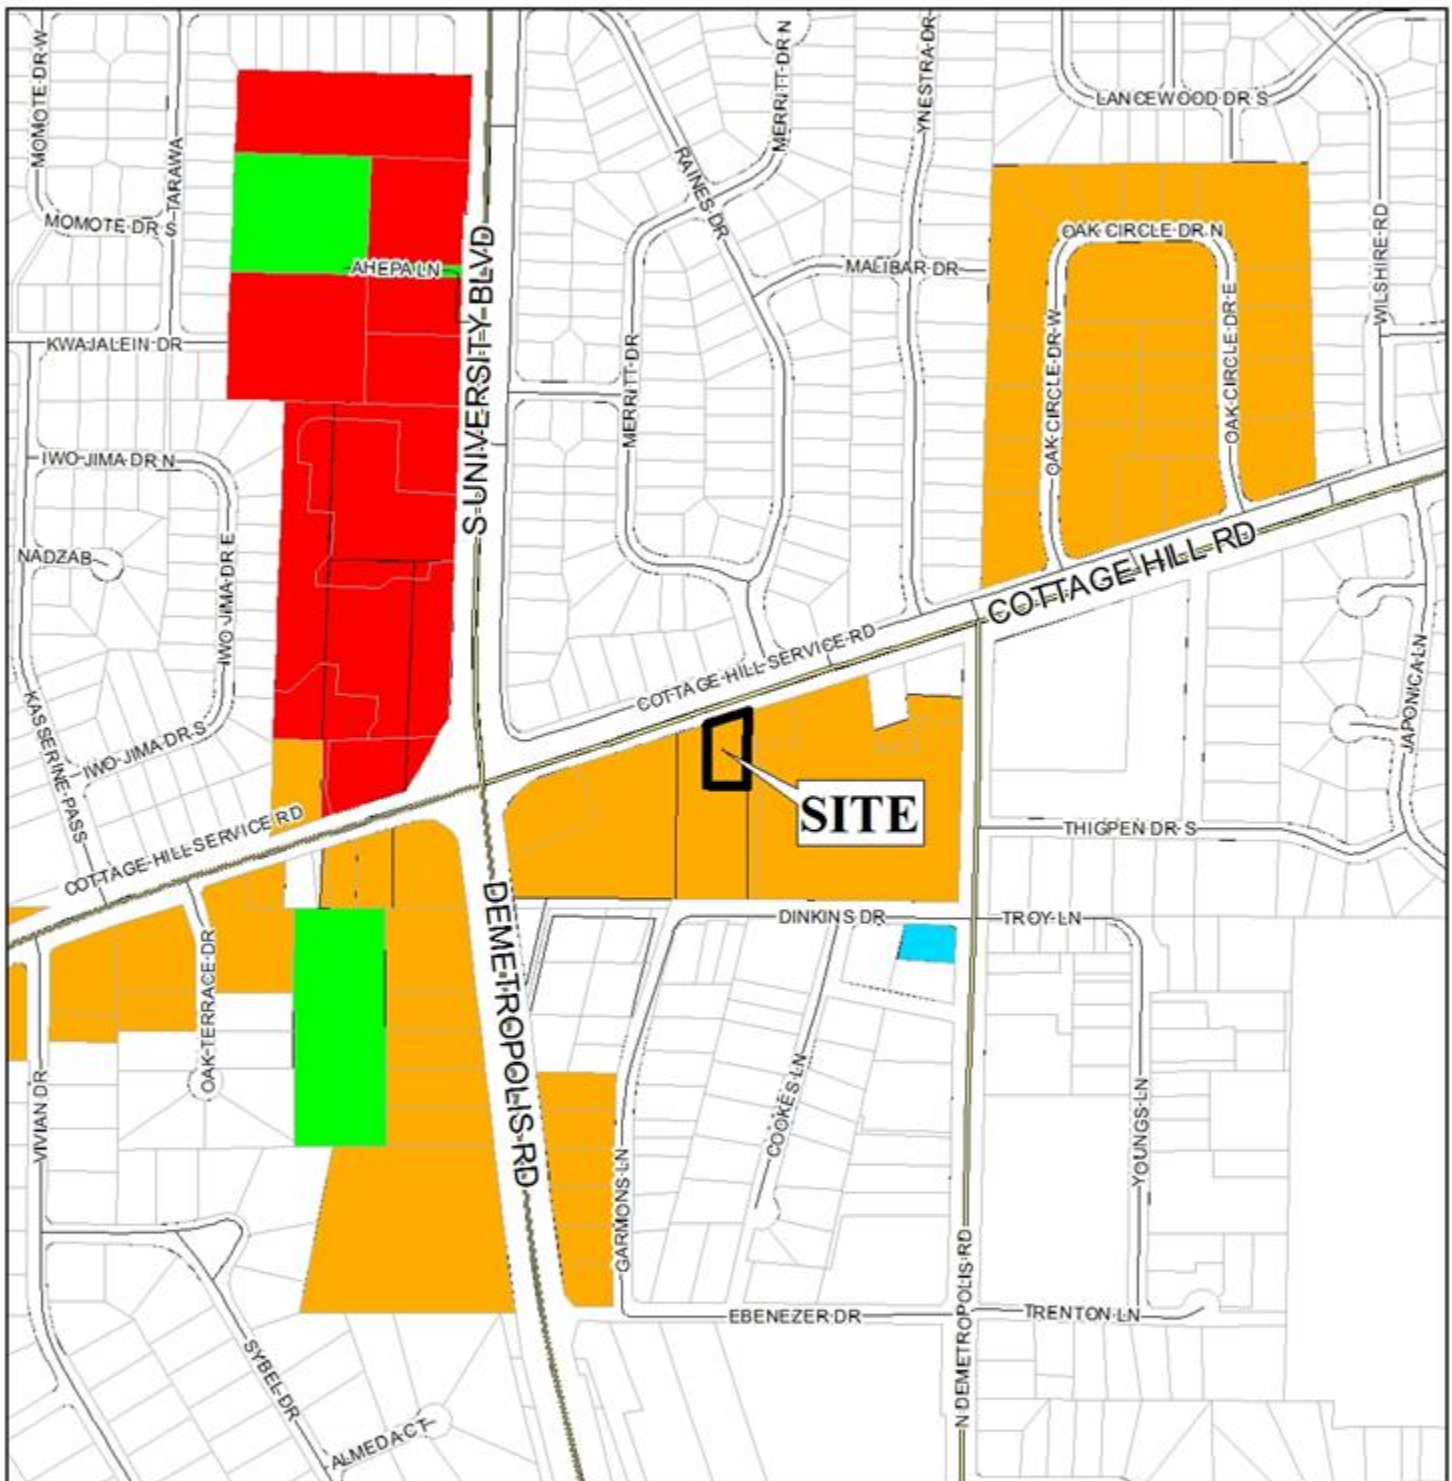 MOMOTE DR W
TARAWA
MOMOTE DR S
AHEPA LN
KWAJALEIN DR
IWO JIMA DR N
NADZAB
IWO JIMA DR E
IWO JIMA DR S
KASSERINE PASS
S UNIVERSITY BLVD
MERRITT DR N
RAINES DR
MERRITT DR
YNESTRA DR
MALIBAR DR
LANCEWOOD DR S
OAK CIRCLE DR N
OAK CIRCLE DR W
OAK CIRCLE DR E
WILSHIRE RD
COTTAGE HILL RD
COTTAGE HILL SERVICE RD
JAPONICA LN
SITE
THIGPEN DR S
COTTAGE HILL SERVICE RD
OAK TERRACE DR
VIVIAN DR
DEMETROPOLIS RD
DINKINS DR
TROY LN
COOKES LN
GARMONS LN
YOUNGS LN
N DEMETROPOLIS RD
EBENEZER DR
TRENTON LN
SYBEL DR
ALMEDA CT